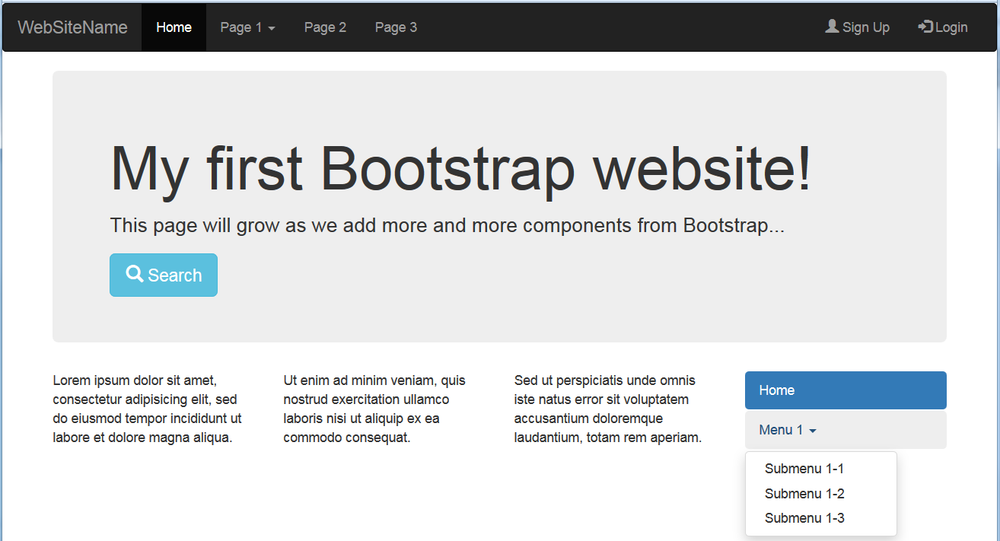 WebSiteName Home Page 1 Page 2 Page 3 Sign Up Login
My first Bootstrap website!
This page will grow as we add more and more components from Bootstrap...
Search
Lorem ipsum dolor sit amet,
consectetur adipisicing elit, sed
do eiusmod tempor incididunt ut
labore et dolore magna aliqua.
Ut enim ad minim veniam, quis
nostrud exercitation ullamco
laboris nisi ut aliquip ex ea
commodo consequat.
Sed ut perspiciatis unde omnis
iste natus error sit voluptatem
accusantium doloremque
laudantium, totam rem aperiam.
Home
Menu 1
Submenu 1-1
Submenu 1-2
Submenu 1-3